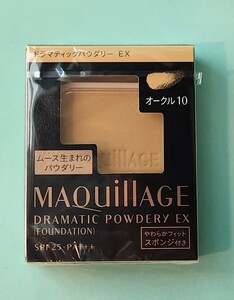 ドラマティックパウダリー EX
オークル10
MAQuillAGE
ムース生まれの
パウダリー
MAQuillAGE
DRAMATIC POWDERY EX
(FOUNDATION)
SPF25・PA+++
やわらかフィット
スポンジ付き